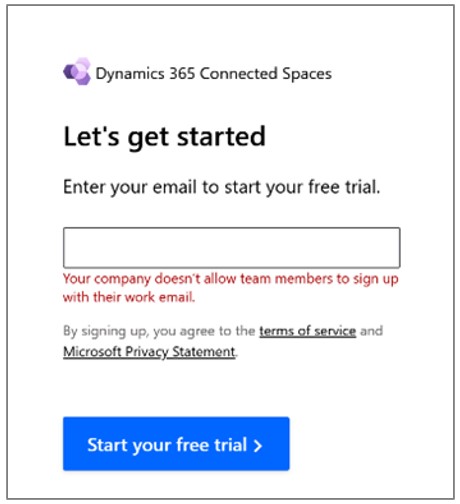 Dynamics 365 Connected Spaces
Let's get started
Enter your email to start your free trial.
Your company doesn't allow team members to sign up
with their work email.
By signing up, you agree to the terms of service and
Microsoft Privacy Statement.
Start your free trial >